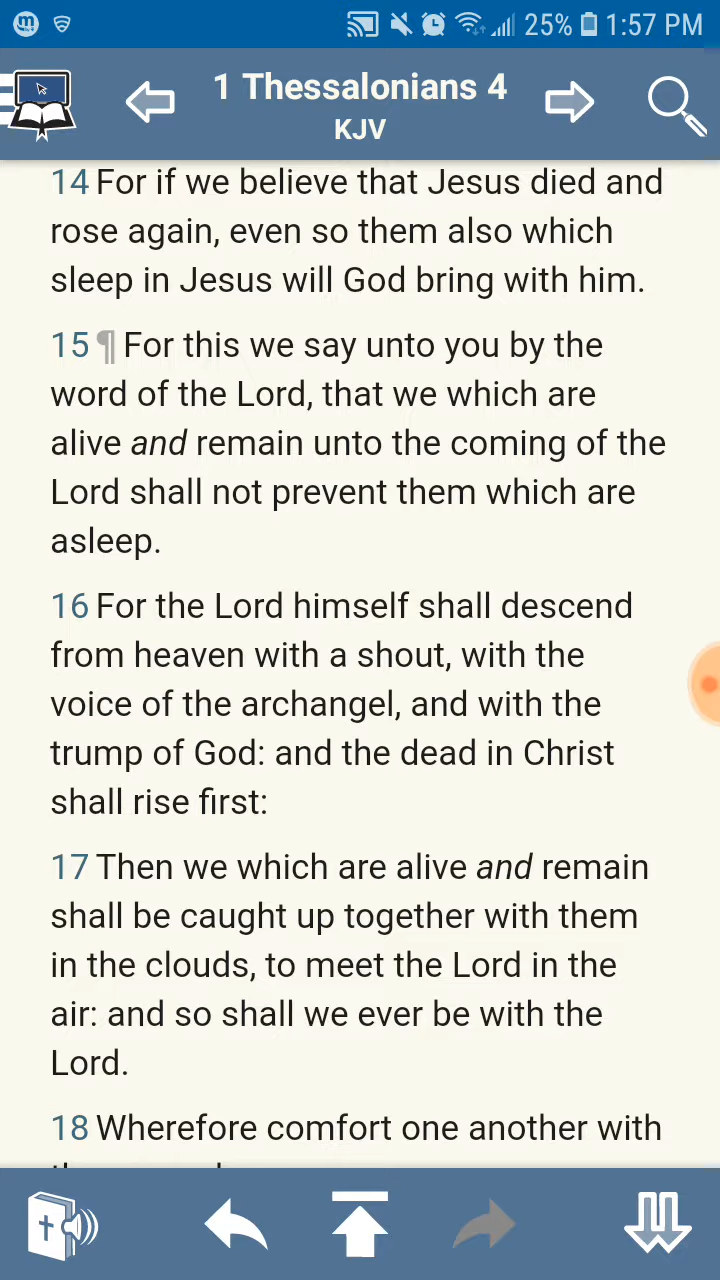 25% 1:57 PM
1 Thessalonians 4
KJV
14 For if we believe that Jesus died and
rose again, even so them also which
sleep in Jesus will God bring with him.
15 ¶ For this we say unto you by the
word of the Lord, that we which are
alive and remain unto the coming of the
Lord shall not prevent them which are
asleep.
16 For the Lord himself shall descend
from heaven with a shout, with the
voice of the archangel, and with the
trump of God: and the dead in Christ
shall rise first:
17 Then we which are alive and remain
shall be caught up together with them
in the clouds, to meet the Lord in the
air: and so shall we ever be with the
Lord.
18 Wherefore comfort one another with